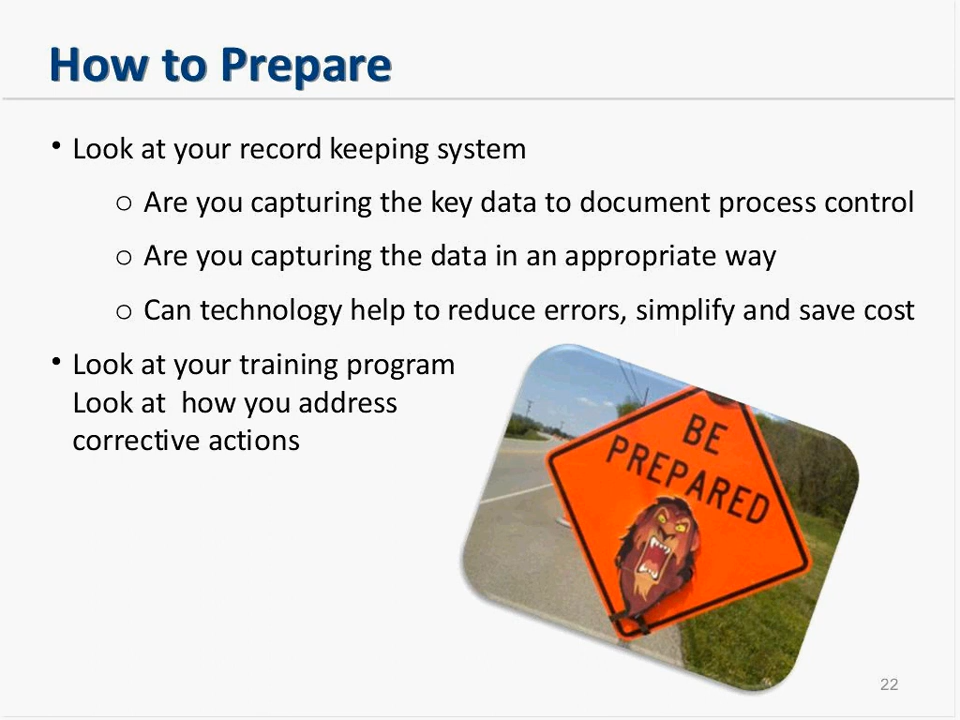 How to Prepare
• Look at your record keeping system
○ Are you capturing the key data to document process control
○ Are you capturing the data in an appropriate way
○ Can technology help to reduce errors, simplify and save cost
• Look at your training program
Look at  how you address
corrective actions
BE
PREPARED
22